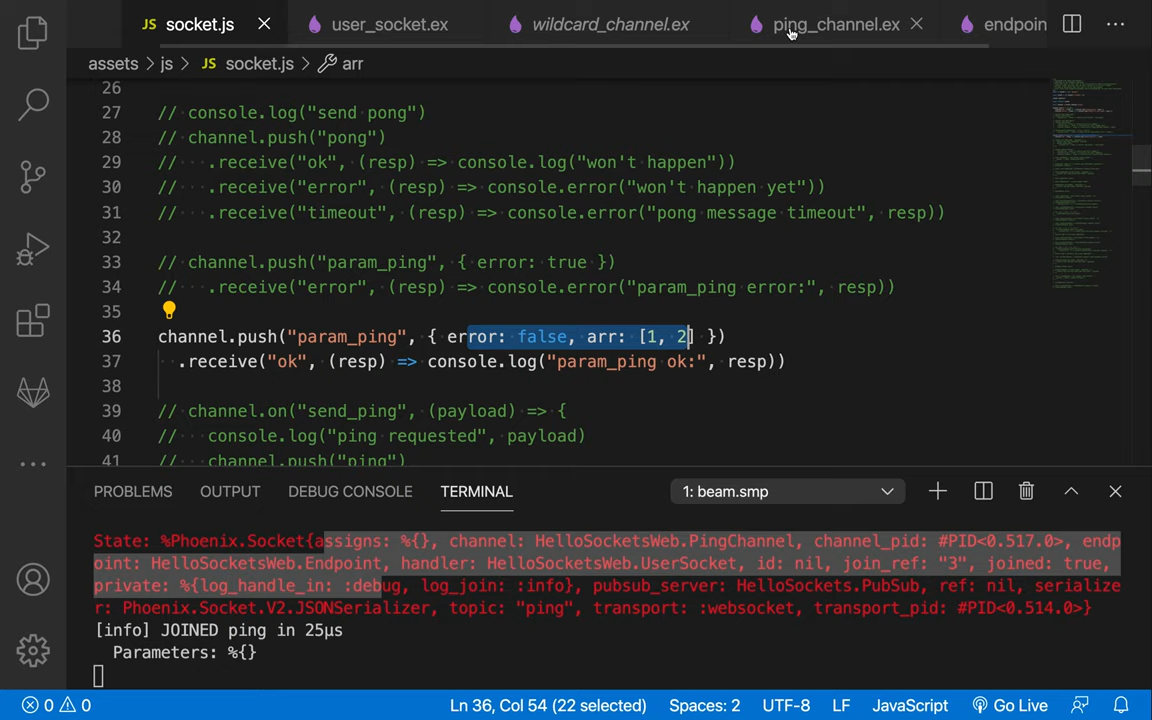 JS socket.js
user_socket.ex
wildcard_channel.ex
ping_channel.ex
endpoin
assets > js > JS socket.js > arr
26
27 // console.log("send pong")
28 // channel.push("pong")
29 //   .receive("ok", (resp) => console.log("won't happen"))
30 //   .receive("error", (resp) => console.error("won't happen yet"))
31 //   .receive("timeout", (resp) => console.error("pong message timeout", resp))
32
33 // channel.push("param_ping", { error: true })
34 //   .receive("error", (resp) => console.error("param_ping error:", resp))
35
36 channel.push("param_ping", { error: false, arr: [1, 2] })
37   .receive("ok", (resp) => console.log("param_ping ok:", resp))
38
39 // channel.on("send_ping", (payload) => {
40 //   console.log("ping requested", payload)
41 //   channel.push("ping")
PROBLEMS OUTPUT DEBUG CONSOLE TERMINAL 1: beam.smp
State: %Phoenix.Socket{assigns: %{}, channel: HelloSocketsWeb.PingChannel, channel_pid: #PID<0.517.0>, endp
oint: HelloSocketsWeb.Endpoint, handler: HelloSocketsWeb.UserSocket, id: nil, join_ref: "3", joined: true,
private: %{log_handle_in: :debug, log_join: :info}, pubsub_server: HelloSockets.PubSub, ref: nil, serialize
r: Phoenix.Socket.V2.JSONSerializer, topic: "ping", transport: :websocket, transport_pid: #PID<0.514.0>}
[info] JOINED ping in 25µs
  Parameters: %{}
0 0 Ln 36, Col 54 (22 selected) Spaces: 2 UTF-8 LF JavaScript Go Live